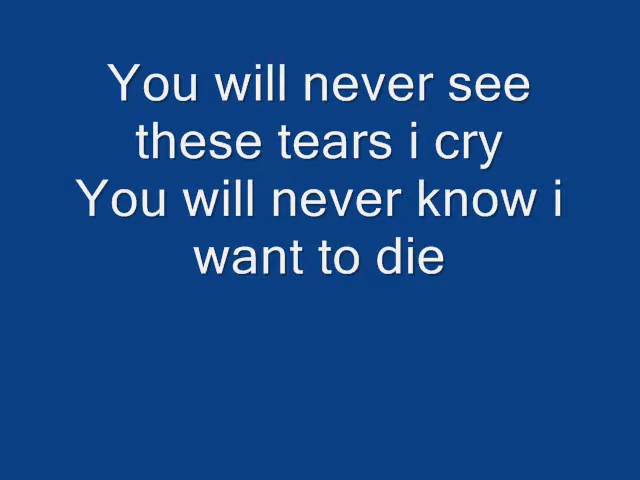 You will never see
these tears i cry
You will never know i
want to die